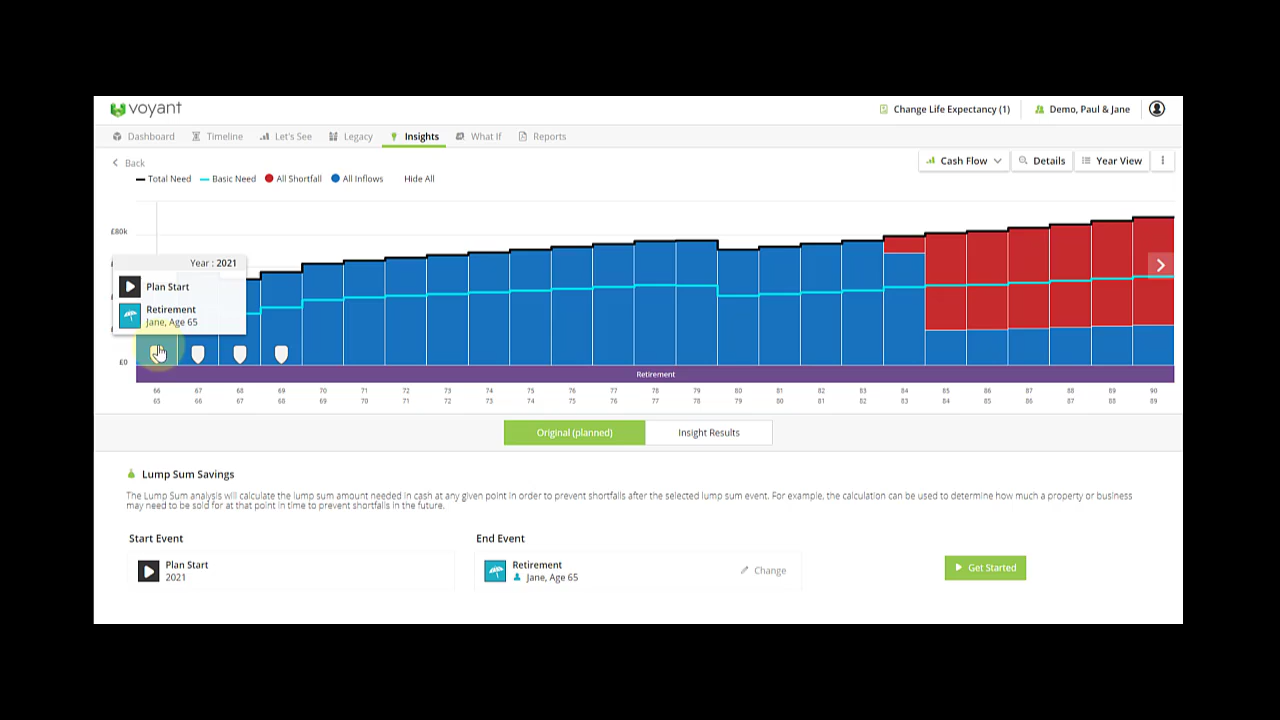 voyant
Change Life Expectancy (1)
Demo, Paul & Jane
Dashboard Timeline Let's See Legacy Insights What If Reports
Back
Cash Flow Details Year View
Total Need Basic Need All Shortfall All Inflows Hide All
£80k
Year : 2021
Plan Start
Retirement
Jane, Age 65
£0
Retirement
66 67 68 69 70 71 72 73 74 75 76 77 78 80 81 82 83 84 85 86 87 88 89 90
65 66 67 68 69 70 71 72 73 74 75 76 78 79 80 81 82 83 84 85 86 87 88 89
Original (planned) Insight Results
Lump Sum Savings
The Lump Sum analysis will calculate the lump sum amount needed in cash at any given point in order to prevent shortfalls after the selected lump sum event. For example, the calculation can be used to determine how much a property or business
may need to be sold for at that point in time to prevent shortfalls in the future.
Start Event
End Event
Plan Start
2021
Retirement
Jane, Age 65
Change
Get Started